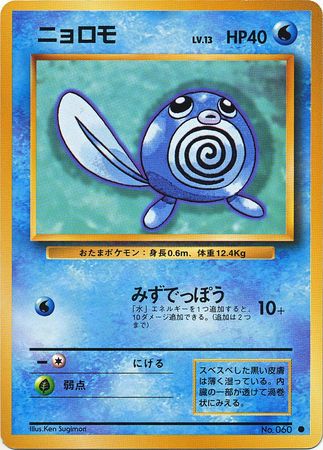 ニョロモ LV.13 HP40
おたまポケモン：身長0.6m、体重12.4Kg
みずでっぽう 10+
「水」エネルギーを1つ追加すると、
10ダメージ追加できる。（追加は2つ
まで）
にげる
弱点
スベスベした黒い皮膚
は薄く湿っている。内
臓の一部が透けて渦巻
状にみえる。
Illus.Ken Sugimori No.060